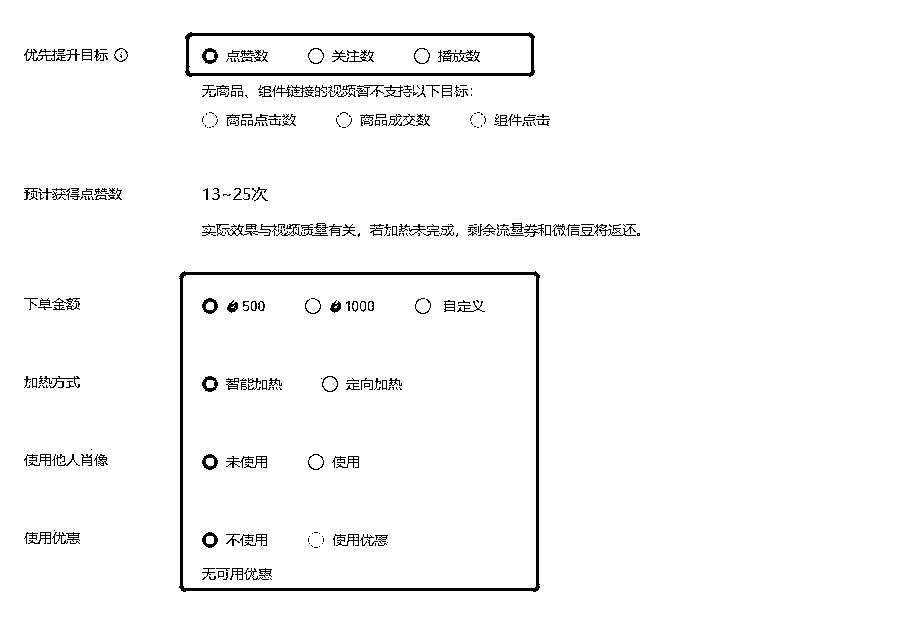 优先提升目标 点赞数 关注数 播放数
无商品、组件链接的视频暂不支持以下目标：
商品点击数 商品成交数 组件点击
预计获得点赞数 13~25次
实际效果与视频质量有关，若加热未完成，剩余流量券和微信豆将返还。
下单金额 500 1000 自定义
加热方式 智能加热 定向加热
使用他人肖像 未使用 使用
使用优惠 不使用 使用优惠
无可用优惠